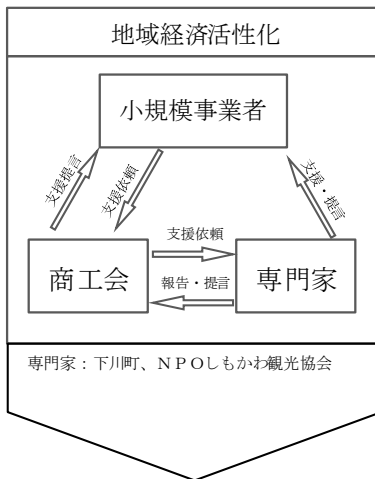 地域経済活性化
小規模事業者
支援提言
支援依頼
支援・提言
支援依頼
商工会
専門家
報告・提言
専門家：下川町、ＮＰＯしもかわ観光協会